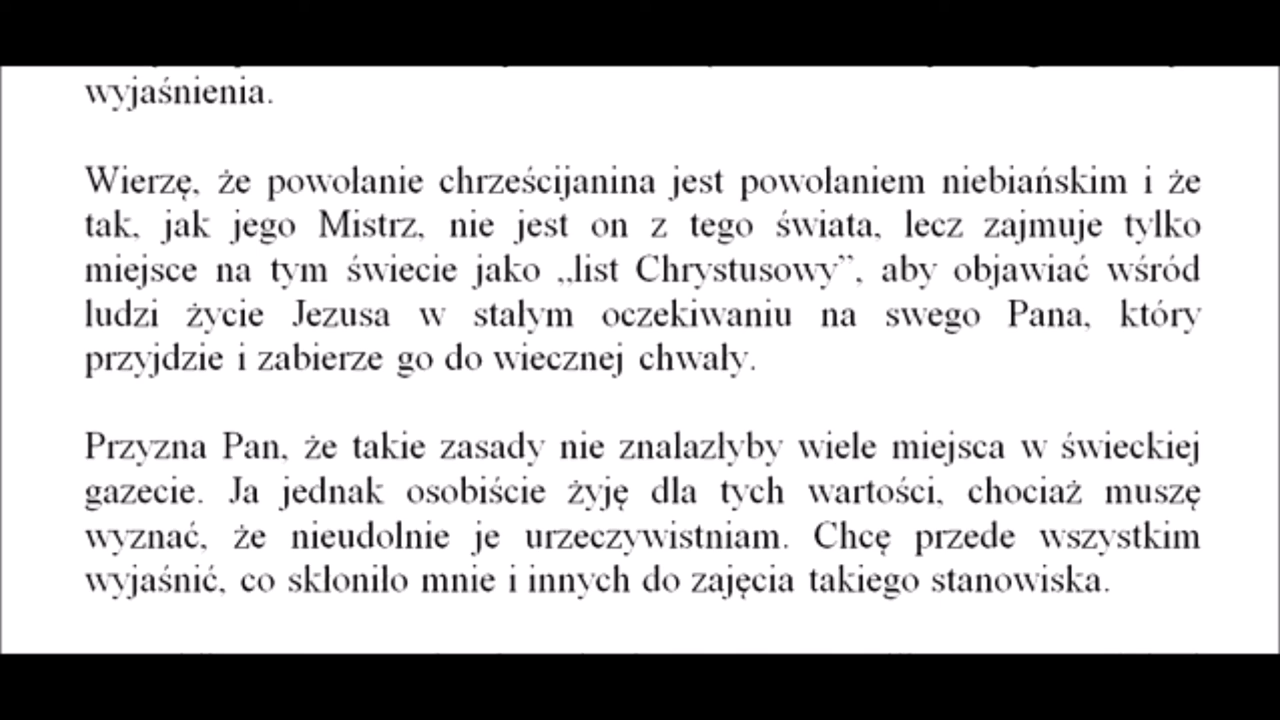 wyjaśnienia.
Wierzę, że powołanie chrześcijanina jest powołaniem niebiańskim i że
tak, jak jego Mistrz, nie jest on z tego świata, lecz zajmuje tylko
miejsce na tym świecie jako „list Chrystusowy”, aby objawiać wśród
ludzi życie Jezusa w stałym oczekiwaniu na swego Pana, który
przyjdzie i zabierze go do wiecznej chwały.
Przyzna Pan, że takie zasady nie znalazłyby wiele miejsca w świeckiej
gazecie. Ja jednak osobiście żyję dla tych wartości, chociaż muszę
wyznać, że nieudolnie je urzeczywistniam. Chcę przede wszystkim
wyjaśnić, co skłoniło mnie i innych do zajęcia takiego stanowiska.